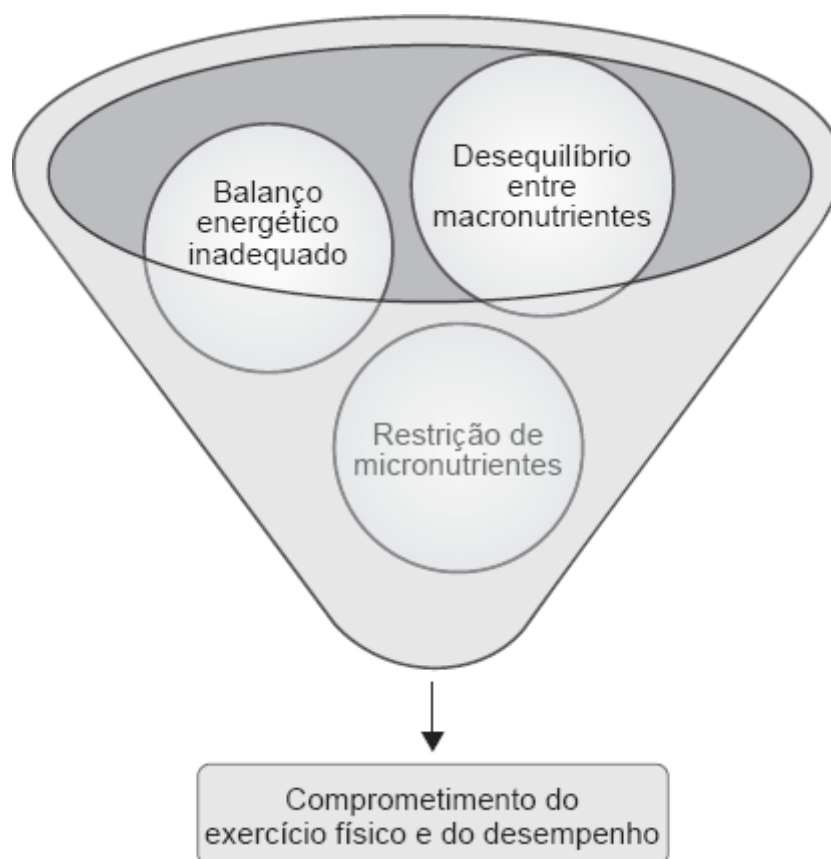 Balanço
energético
inadequado
Desequilíbrio
entre
macronutrientes
Restrição de
micronutrientes
Comprometimento do
exercício físico e do desempenho